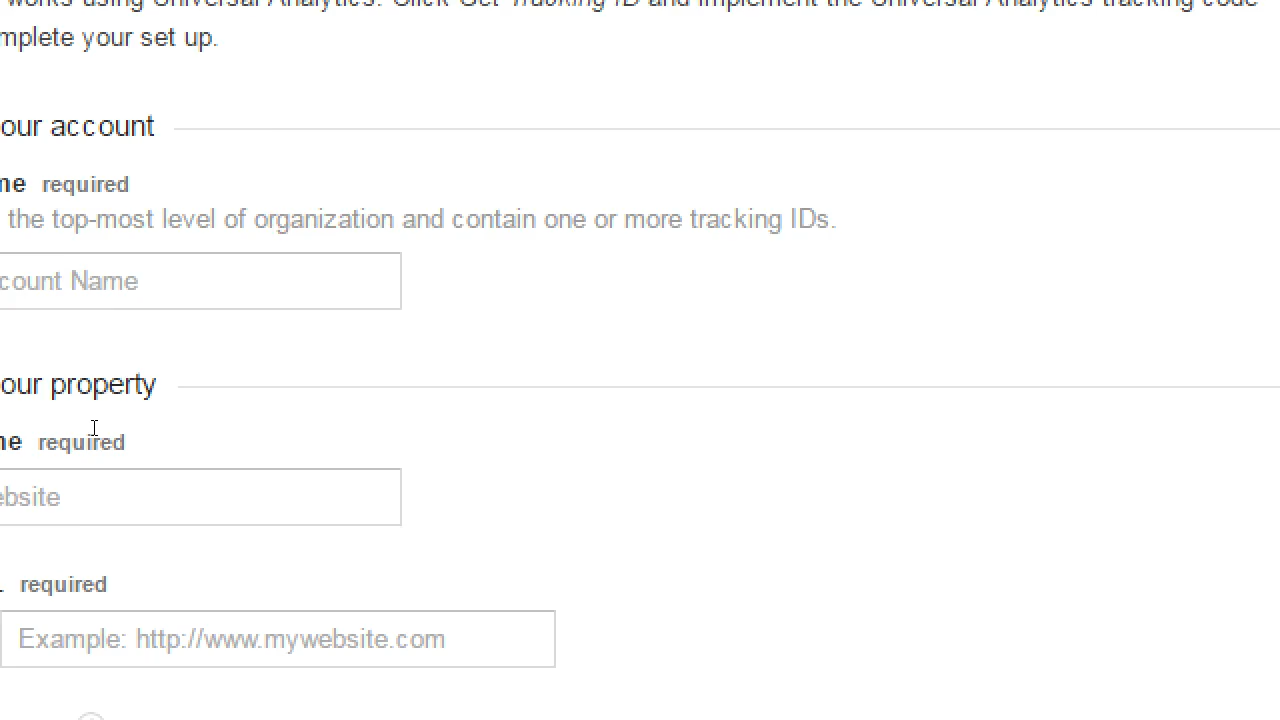 works using Universal Analytics. Click Get Tracking ID and implement the Universal Analytics tracking code
mplete your set up.
our account
me required
the top-most level of organization and contain one or more tracking IDs.
count Name
our property
me required
ebsite
required
Example: http://www.mywebsite.com